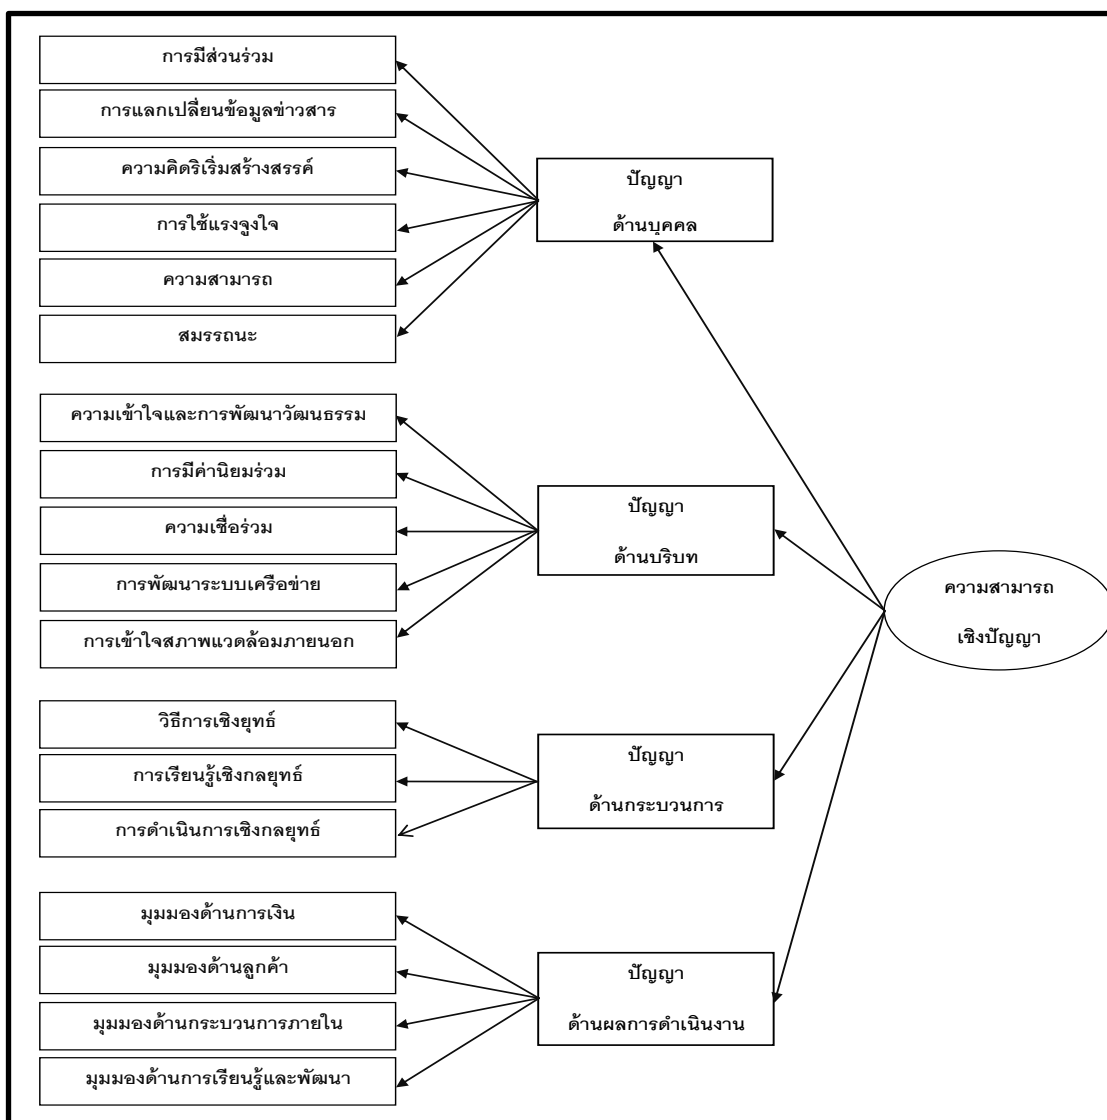 การมีส่วนร่วม
การแลกเปลี่ยนข้อมูลข่าวสาร
ความคิดริเริ่มสร้างสรรค์
การใช้แรงจูงใจ
ความสามารถ
สมรรถนะ
ปัญญา
ด้านบุคคล
ความเข้าใจและการพัฒนาวัฒนธรรม
การมีค่านิยมร่วม
ความเชื่อร่วม
การพัฒนาระบบเครือข่าย
การเข้าใจสภาพแวดล้อมภายนอก
ปัญญา
ด้านบริบท
ความสามารถ
เชิงปัญญา
วิธีการเชิงยุทธ์
การเรียนรู้เชิงกลยุทธ์
การดำเนินการเชิงกลยุทธ์
ปัญญา
ด้านกระบวนการ
มุมมองด้านการเงิน
มุมมองด้านลูกค้า
มุมมองด้านกระบวนการภายใน
มุมมองด้านการเรียนรู้และพัฒนา
ปัญญา
ด้านผลการดำเนินงาน